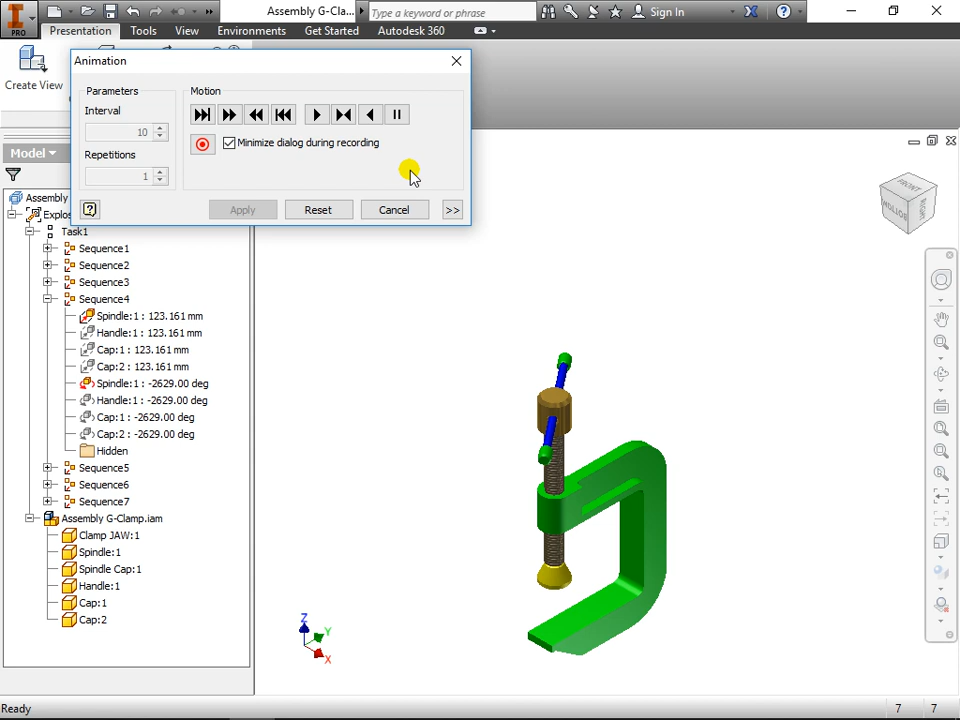 PRO
Assembly G-Cla...
Type a keyword or phrase
Sign In
Presentation
Tools
View
Environments
Get Started
Autodesk 360
Create View
Animation
Parameters
Interval
10
Repetitions
1
Motion
Minimize dialog during recording
Apply
Reset
Cancel
>>
Model
Assembly
Explos
Task1
Sequence1
Sequence2
Sequence3
Sequence4
Spindle:1 : 123.161 mm
Handle:1 : 123.161 mm
Cap:1 : 123.161 mm
Cap:2 : 123.161 mm
Spindle:1 : -2629.00 deg
Handle:1 : -2629.00 deg
Cap:1 : -2629.00 deg
Cap:2 : -2629.00 deg
Hidden
Sequence5
Sequence6
Sequence7
Assembly G-Clamp.iam
Clamp JAW:1
Spindle:1
Spindle Cap:1
Handle:1
Cap:1
Cap:2
FRONT
RIGHT
BOTTOM
Z
Y
X
Ready
7
7